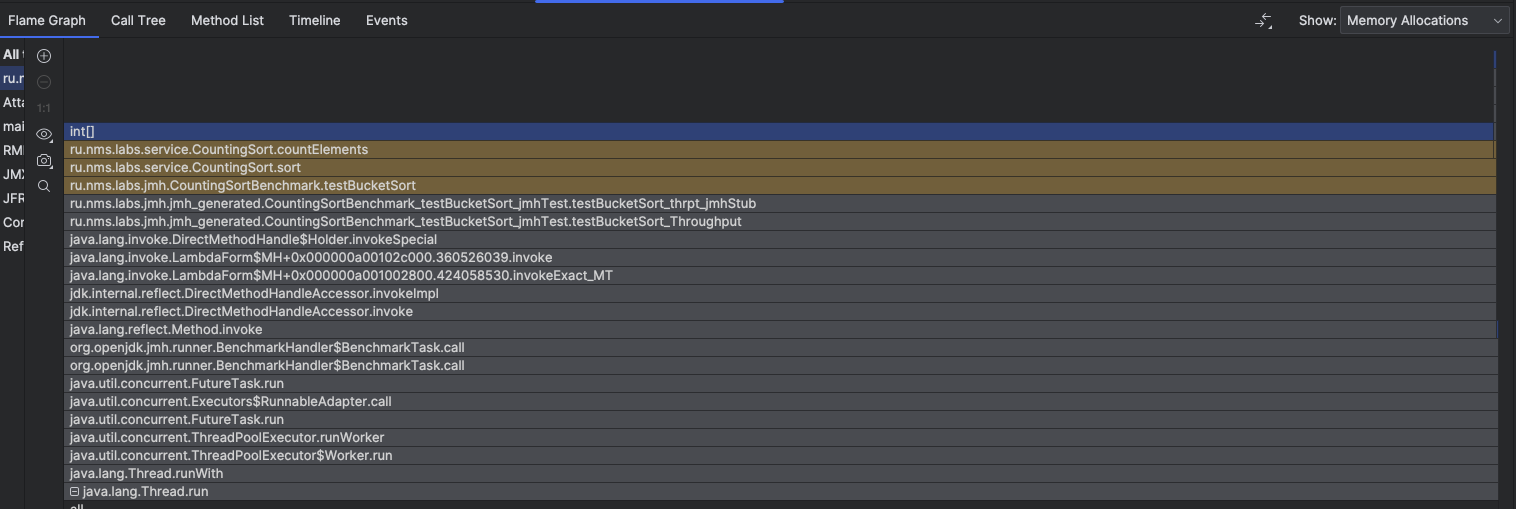 Flame Graph Call Tree Method List Timeline Events Show: Memory Allocations
All
ru.n
Atta
mai
RMI
JMX
JFR
Cor
Ref
1:1
int[]
ru.nms.labs.service.CountingSort.countElements
ru.nms.labs.service.CountingSort.sort
ru.nms.labs.jmh.CountingSortBenchmark.testBucketSort
ru.nms.labs.jmh.jmh_generated.CountingSortBenchmark_testBucketSort_jmhTest.testBucketSort_thrpt_jmhStub
ru.nms.labs.jmh.jmh_generated.CountingSortBenchmark_testBucketSort_jmhTest.testBucketSort_Throughput
java.lang.invoke.DirectMethodHandle$Holder.invokeSpecial
java.lang.invoke.LambdaForm$MH+0x000000a00102c000.360526039.invoke
java.lang.invoke.LambdaForm$MH+0x000000a001002800.424058530.invokeExact_MT
jdk.internal.reflect.DirectMethodHandleAccessor.invokeImpl
jdk.internal.reflect.DirectMethodHandleAccessor.invoke
java.lang.reflect.Method.invoke
org.openjdk.jmh.runner.BenchmarkHandler$BenchmarkTask.call
org.openjdk.jmh.runner.BenchmarkHandler$BenchmarkTask.call
java.util.concurrent.FutureTask.run
java.util.concurrent.Executors$RunnableAdapter.call
java.util.concurrent.FutureTask.run
java.util.concurrent.ThreadPoolExecutor.runWorker
java.util.concurrent.ThreadPoolExecutor$Worker.run
java.lang.Thread.runWith
java.lang.Thread.run
all